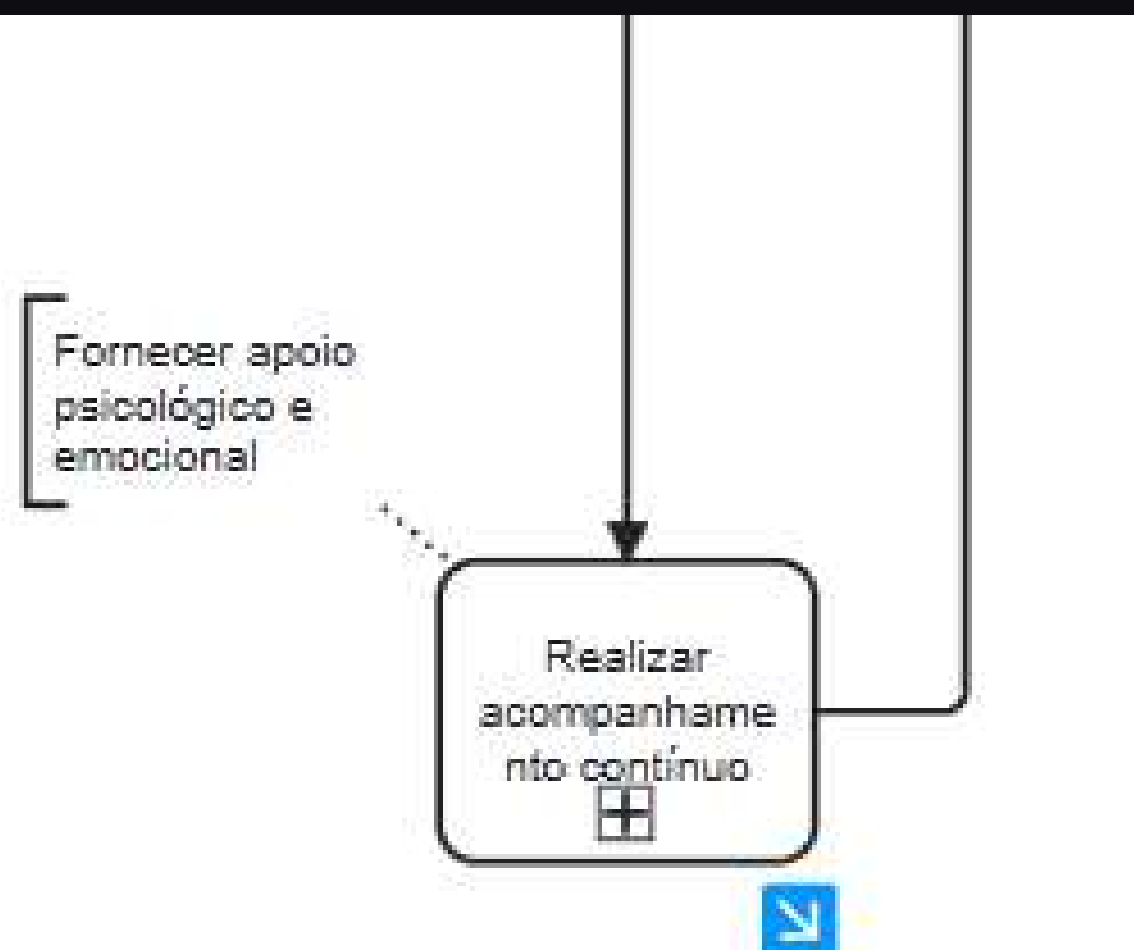 Fornecer apoio
psicológico e
emocional
Realizar
acompanhame
nto contínuo